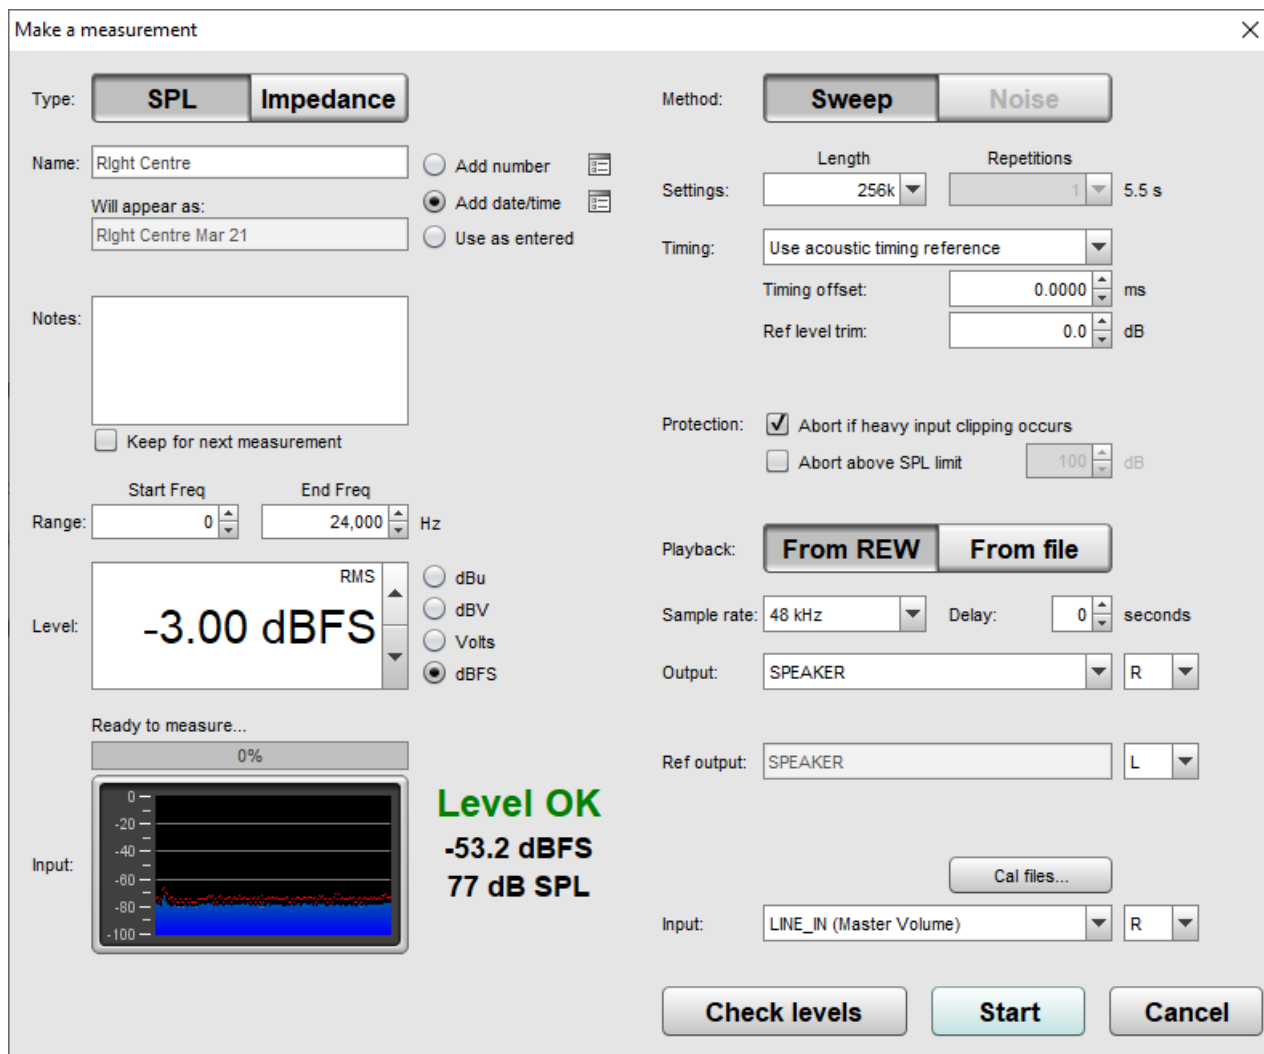 Make a measurement
Type: SPL Impedance
Method: Sweep Noise
Name: RIght Centre
Add number
Will appear as:
Add date/time
RIght Centre Mar 21
Use as entered
Length Repetitions
Settings: 256k 1 5.5 s
Timing: Use acoustic timing reference
Timing offset: 0.0000 ms
Ref level trim: 0.0 dB
Notes:
Keep for next measurement
Protection: Abort if heavy input clipping occurs
Abort above SPL limit 100 dB
Start Freq End Freq
Range: 0 24,000 Hz
Playback: From REW From file
Level: RMS
-3.00 dBFS
dBu
dBV
Volts
dBFS
Sample rate: 48 kHz Delay: 0 seconds
Output: SPEAKER R
Ready to measure...
0%
Ref output: SPEAKER L
Input:
0
-20
-40
-60
-80
-100
Level OK
-53.2 dBFS
77 dB SPL
Cal files...
Input: LINE_IN (Master Volume) R
Check levels Start Cancel